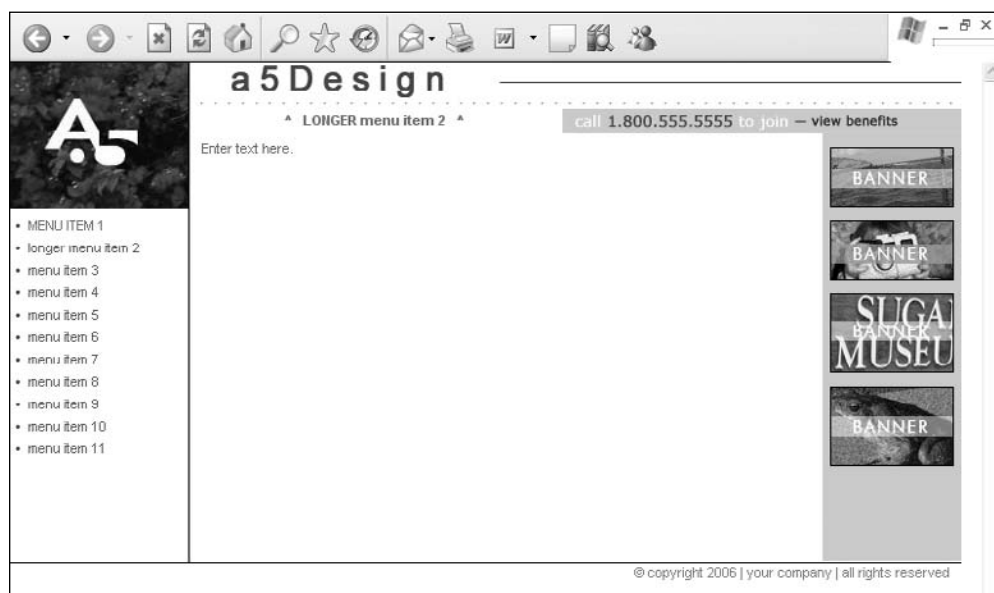 W
A5
a5Design
^ LONGER menu item 2 ^
call 1.800.555.5555 to join — view benefits
Enter text here.
• MENU ITEM 1
• longer menu item 2
• menu item 3
• menu item 4
• menu item 5
• menu item 6
• menu item 7
• menu item 8
• menu item 9
• menu item 10
• menu item 11
BANNER
BANNER
SUGA
BANNER
MUSEU
BANNER
© copyright 2006 | your company | all rights reserved